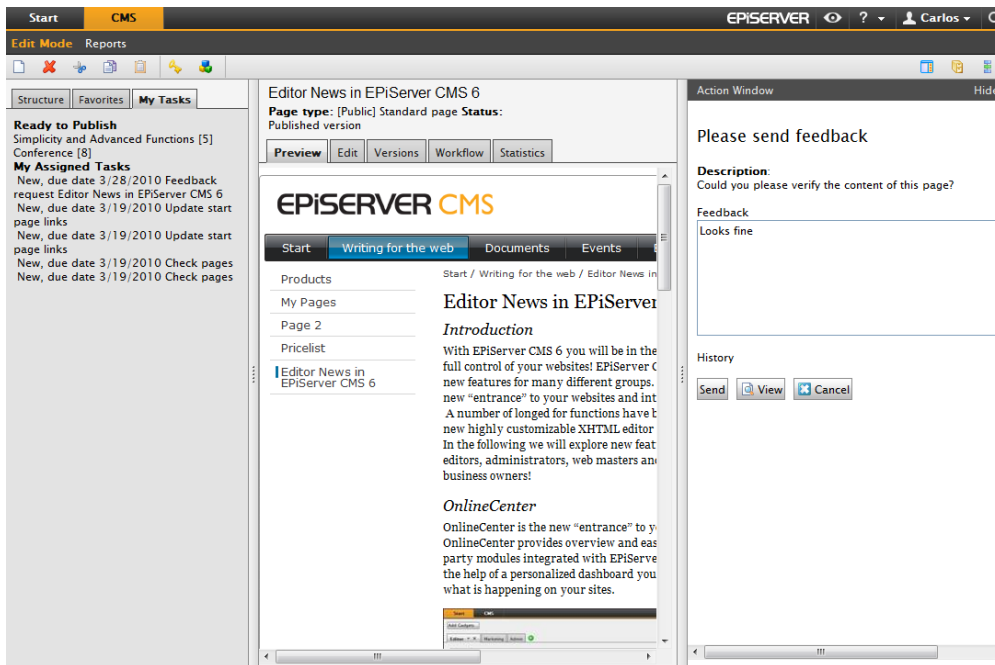 Start CMS EPiSERVER ? Carlos
Edit Mode Reports
Structure Favorites My Tasks
Ready to Publish
Simplicity and Advanced Functions [5]
Conference [8]
My Assigned Tasks
New, due date 3/28/2010 Feedback
request Editor News in EPiServer CMS 6
New, due date 3/19/2010 Update start
page links
New, due date 3/19/2010 Update start
page links
New, due date 3/19/2010 Check pages
New, due date 3/19/2010 Check pages
Editor News in EPiServer CMS 6
Page type: [Public] Standard page Status:
Published version
Preview Edit Versions Workflow Statistics
EPiSERVER CMS
Start Writing for the web Documents Events
Products
My Pages
Page 2
Pricelist
Editor News in
EPiServer CMS 6
Start / Writing for the web / Editor News in
Editor News in EPiServer
Introduction
With EPiServer CMS 6 you will be in the
full control of your websites! EPiServer C
new features for many different groups.
new “entrance” to your websites and int
A number of longed for functions have b
new highly customizable XHTML editor
In the following we will explore new feat
editors, administrators, web masters and
business owners!
OnlineCenter
OnlineCenter is the new “entrance” to y
OnlineCenter provides overview and eas
party modules integrated with EPiServe
the help of a personalized dashboard you
what is happening on your sites.
Start CMS
Add Gadgets
Editor Marketing Admin
Action Window Hide
Please send feedback
Description:
Could you please verify the content of this page?
Feedback
Looks fine
History
Send View Cancel